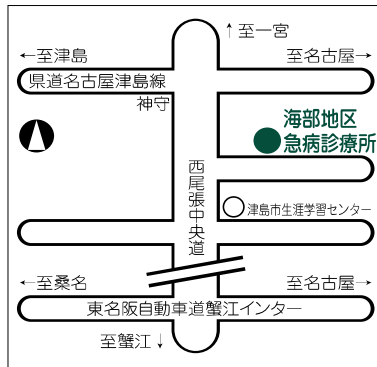 ↑至一宮
←至津島
至名古屋→
県道名古屋津島線
神守
海部地区
急病診療所
西尾張中央道
津島市生涯学習センター
←至桑名
至名古屋→
東名阪自動車道蟹江インター
至蟹江↓